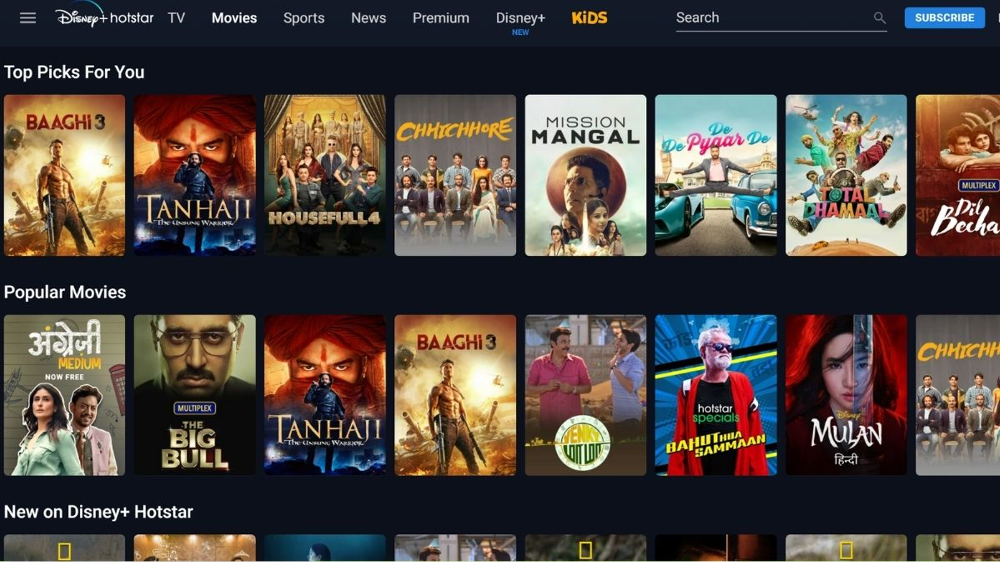 Disney+ hotstar TV Movies Sports News Premium Disney+ KiDS Search SUBSCRIBE
NEW
Top Picks For You
BAAGHI 3
TANHAJI
THE UNSUNG WARRIOR
HOUSEFULL 4
CHHICHHORE
MISSION
MANGAL
De
De Pyaar De
TOTAL
DHAMAAL
MULTIPLEX
Dil
Becha
Popular Movies
अंग्रेज़ी
MEDIUM
NOW FREE
MULTIPLEX
THE
BIG
BULL
TANHAJI
THE UNSUNG WARRIOR
BAAGHI 3
VENKY
hotstar
specials
BAHUT HUA
SAMMAAN
Disney
MULAN
हिन्दी
CHHICHH
New on Disney+ Hotstar